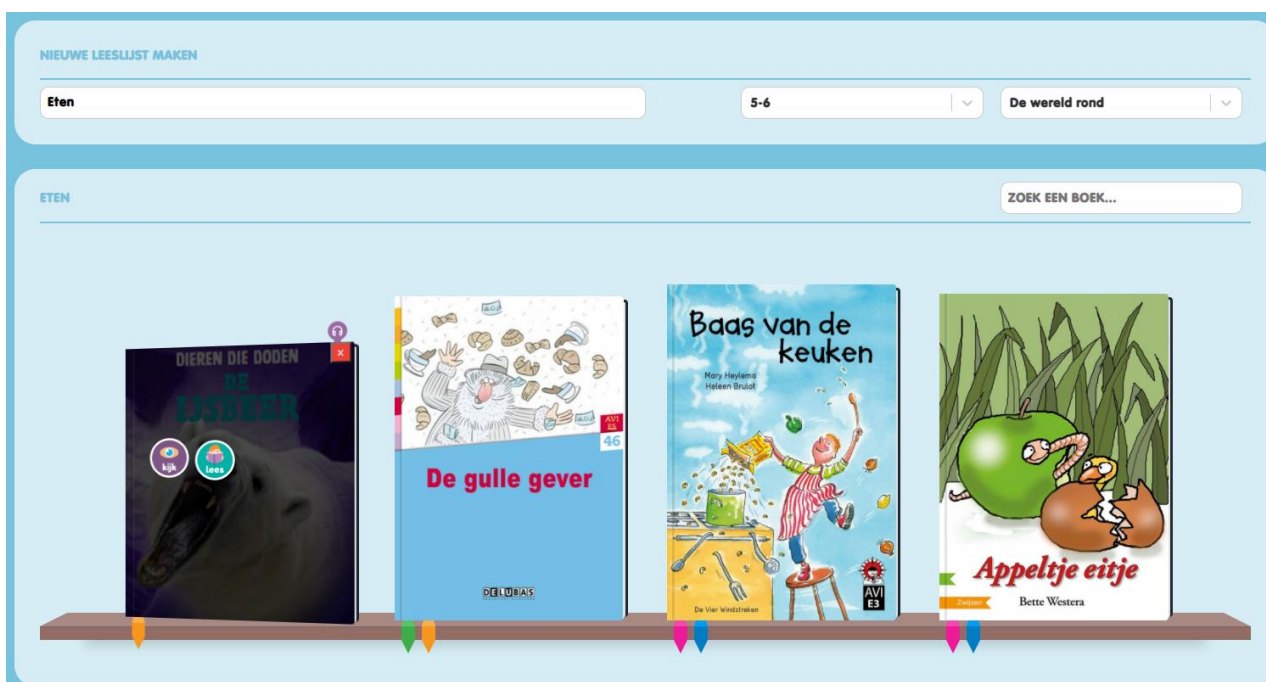 NIEUWE LEESLIJST MAKEN
Eten
5-6
De wereld rond
ETEN
ZOEK EEN BOEK...
DIEREN DIE DODEN
DE
IJSBEER
kijk
lees
AVI
E5
46
De gulle gever
DELUBAS
Baas van de
keuken
Mary Heylema
Heleen Brulot
De Vier Windstreken
AVI
E3
Appeltje eitje
Zwijsen
Bette Westera